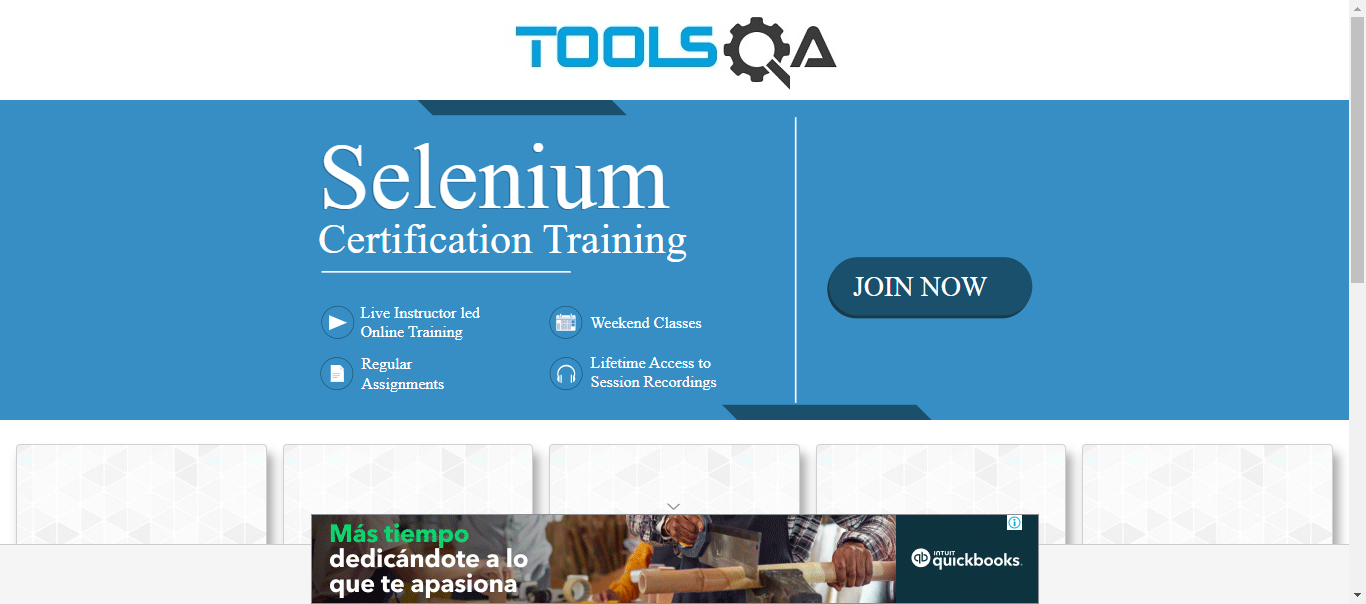 TOOLSQA
Selenium
Certification Training
Live Instructor led
Online Training
Weekend Classes
Regular
Assignments
Lifetime Access to
Session Recordings
JOIN NOW
Más tiempo
dedicándote a lo
que te apasiona
qb INTUIT
quickbooks.